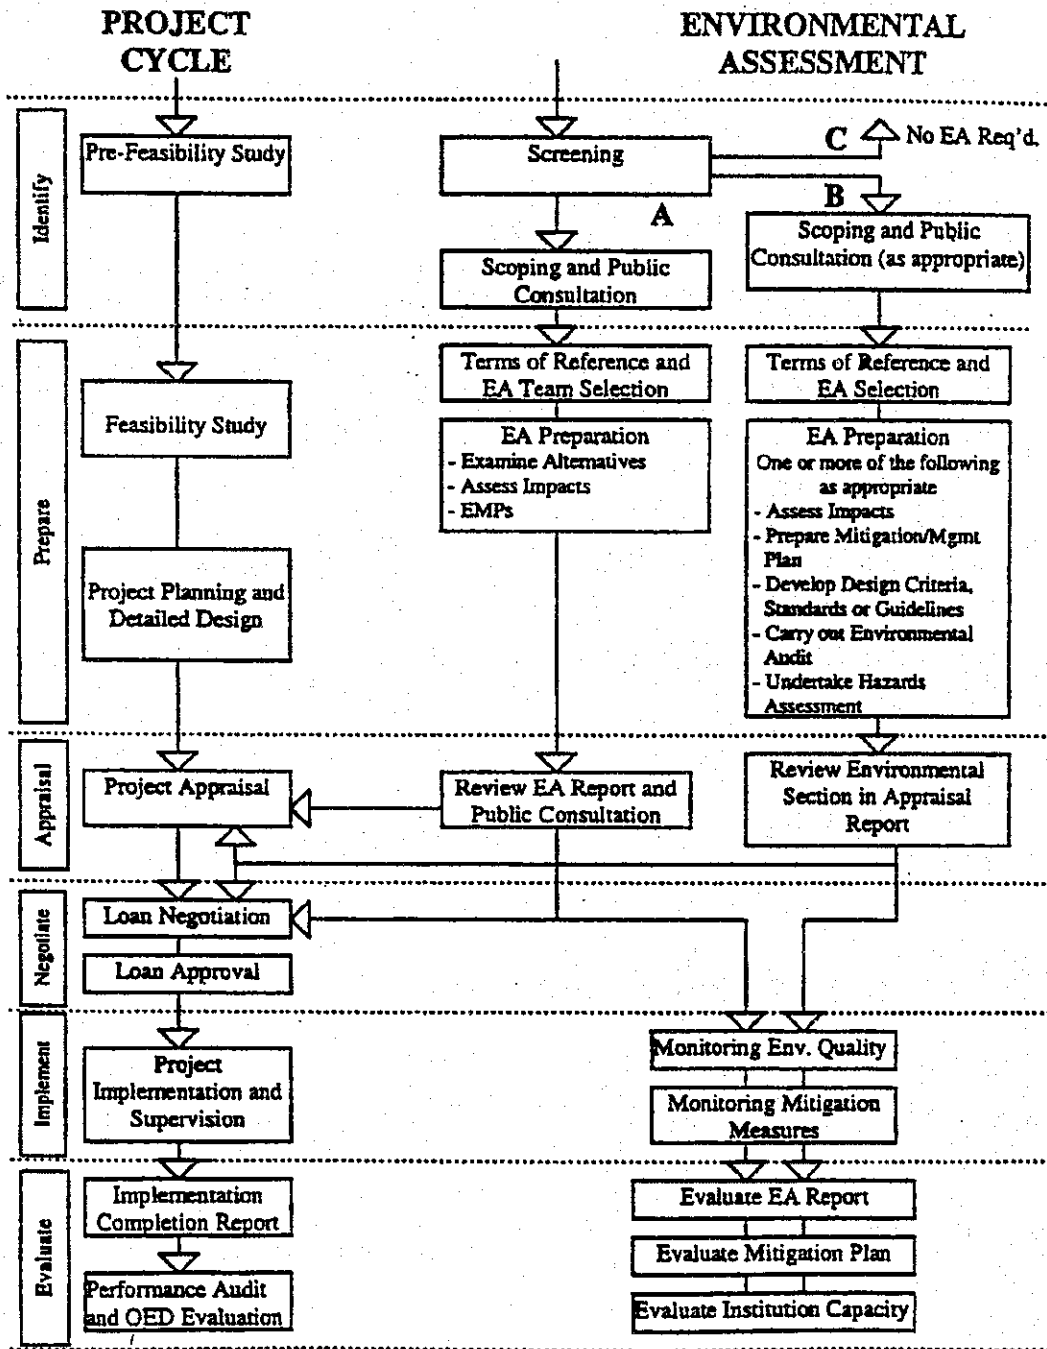 PROJECT
CYCLE
ENVIRONMENTAL
ASSESSMENT
Identify
Pre-Feasibility Study
Screening
C
No EA Req'd.
A
B
Scoping and Public
Consultation
Scoping and Public
Consultation (as appropriate)
Prepare
Feasibility Study
Project Planning and
Detailed Design
Terms of Reference and
EA Team Selection
EA Preparation
- Examine Alternatives
- Assess Impacts
- EMPs
Terms of Reference and
EA Selection
EA Preparation
One or more of the following
as appropriate
- Assess Impacts
- Prepare Mitigation/Mgmt
Plan
- Develop Design Criteria,
Standards or Guidelines
- Carry out Environmental
Audit
- Undertake Hazards
Assessment
Appraisal
Project Appraisal
Review EA Report and
Public Consultation
Review Environmental
Section in Appraisal
Report
Negotiate
Loan Negotiation
Loan Approval
Implement
Project
Implementation and
Supervision
Monitoring Env. Quality
Monitoring Mitigation
Measures
Evaluate
Implementation
Completion Report
Performance Audit
and OED Evaluation
Evaluate EA Report
Evaluate Mitigation Plan
Evaluate Institution Capacity